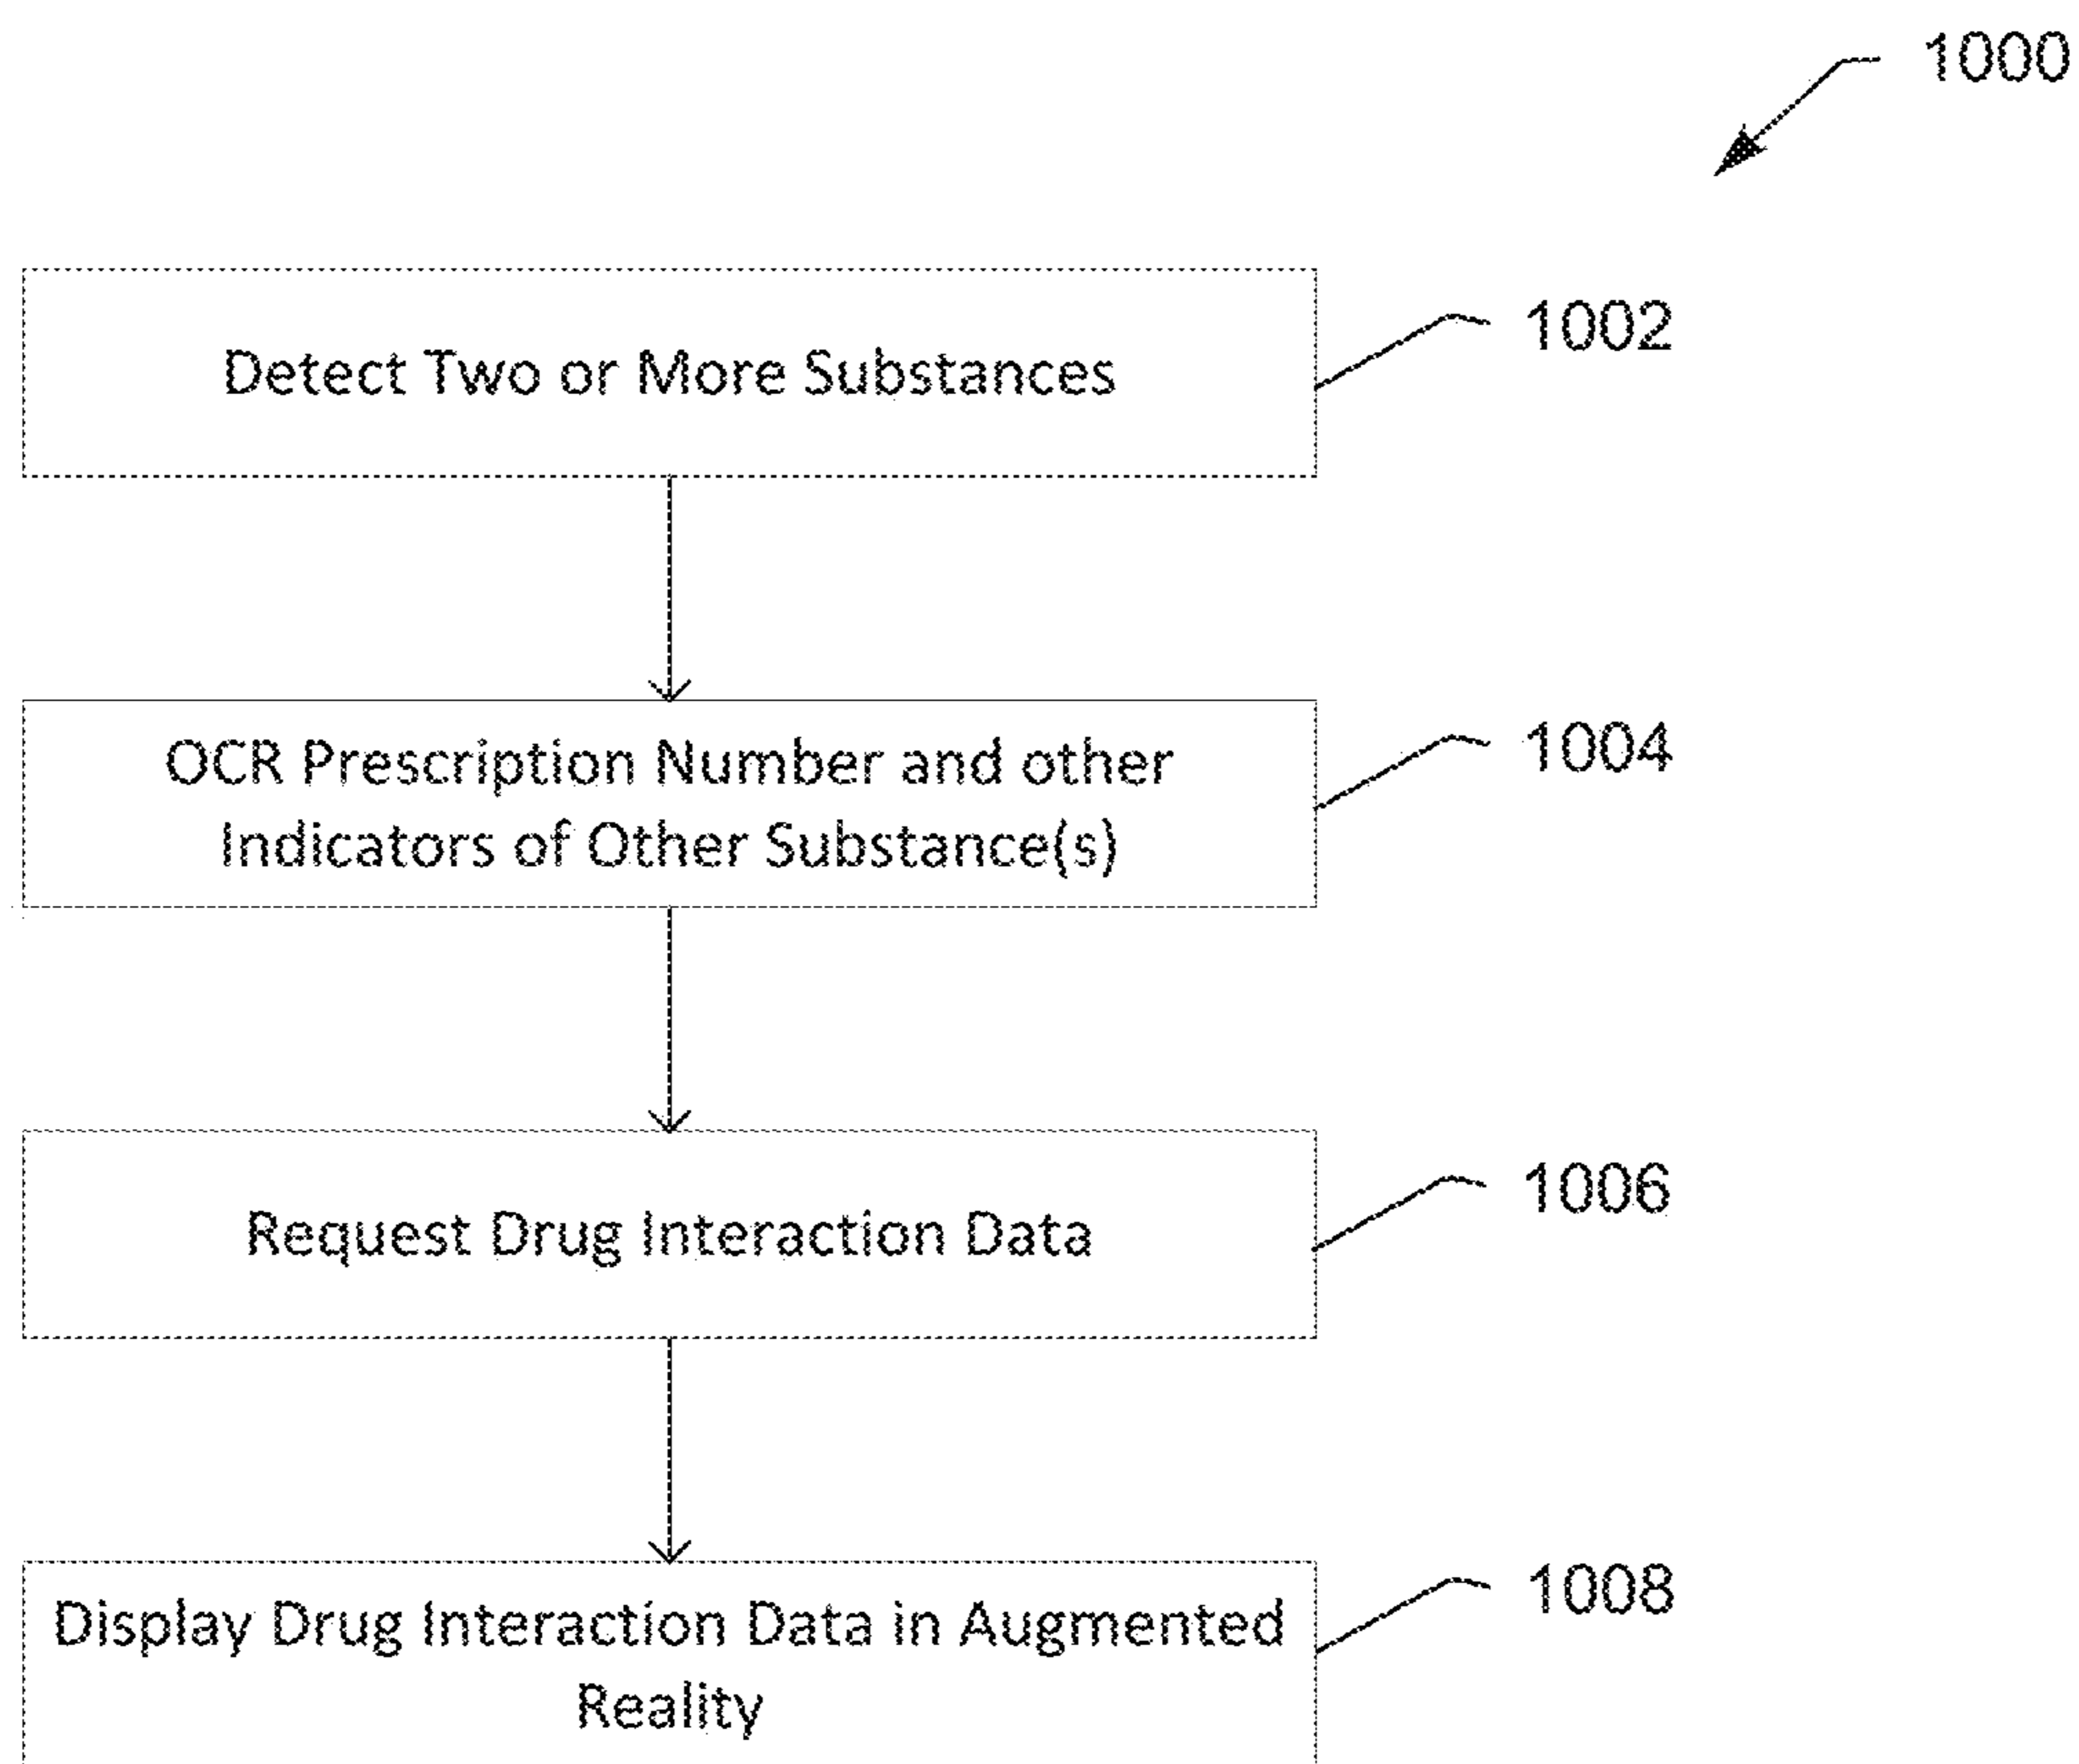 1000
Detect Two or More Substances
1002
OCR Prescription Number and other
Indicators of Other Substance(s)
1004
Request Drug Interaction Data
1006
Display Drug Interaction Data in Augmented
Reality
1008